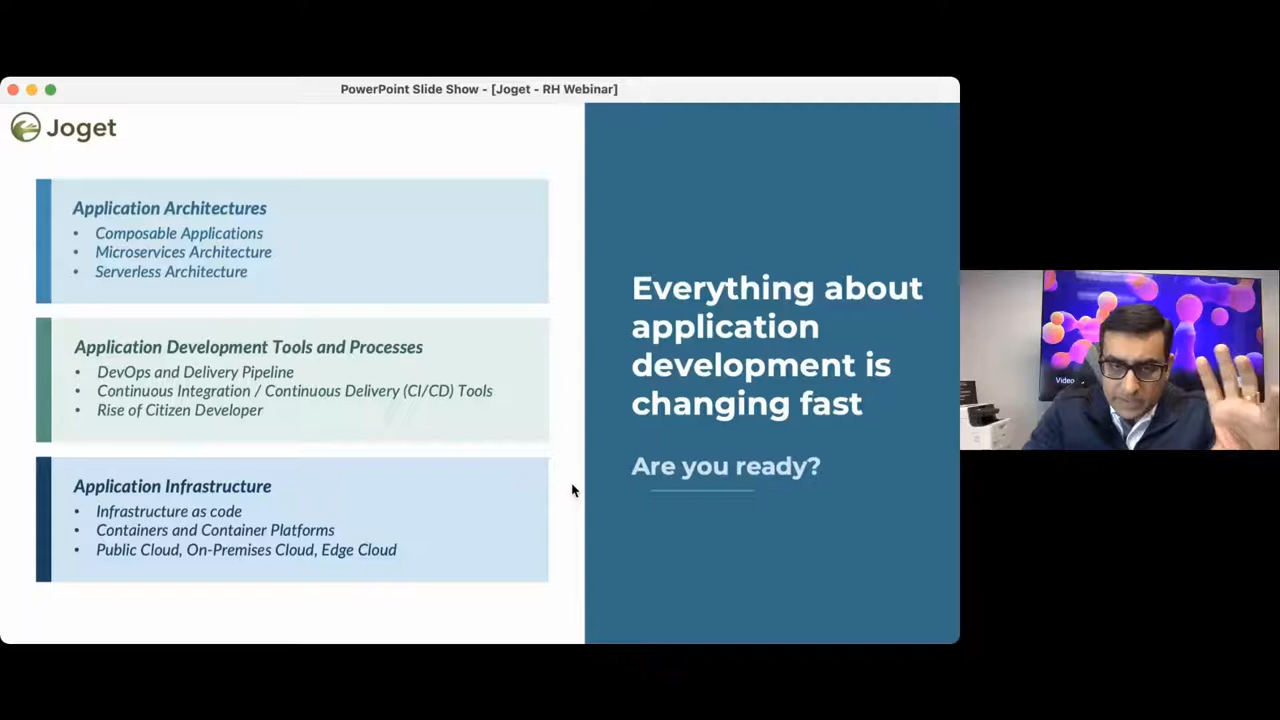 PowerPoint Slide Show - [Joget - RH Webinar]
Joget
Application Architectures
• Composable Applications
• Microservices Architecture
• Serverless Architecture
Application Development Tools and Processes
• DevOps and Delivery Pipeline
• Continuous Integration / Continuous Delivery (CI/CD) Tools
• Rise of Citizen Developer
Application Infrastructure
• Infrastructure as code
• Containers and Container Platforms
• Public Cloud, On-Premises Cloud, Edge Cloud
Everything about
application
development is
changing fast
Are you ready?
Video